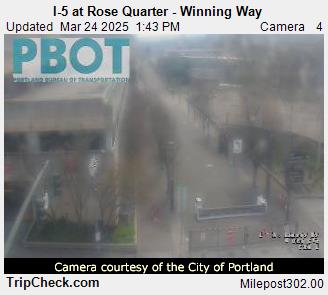 I-5 at Rose Quarter - Winning Way
Updated Mar 24 2025 1:43 PM Camera 4
PBOT
PORTLAND BUREAU OF TRANSPORTATION
Camera courtesy of the City of Portland
TripCheck.com Milepost302.00